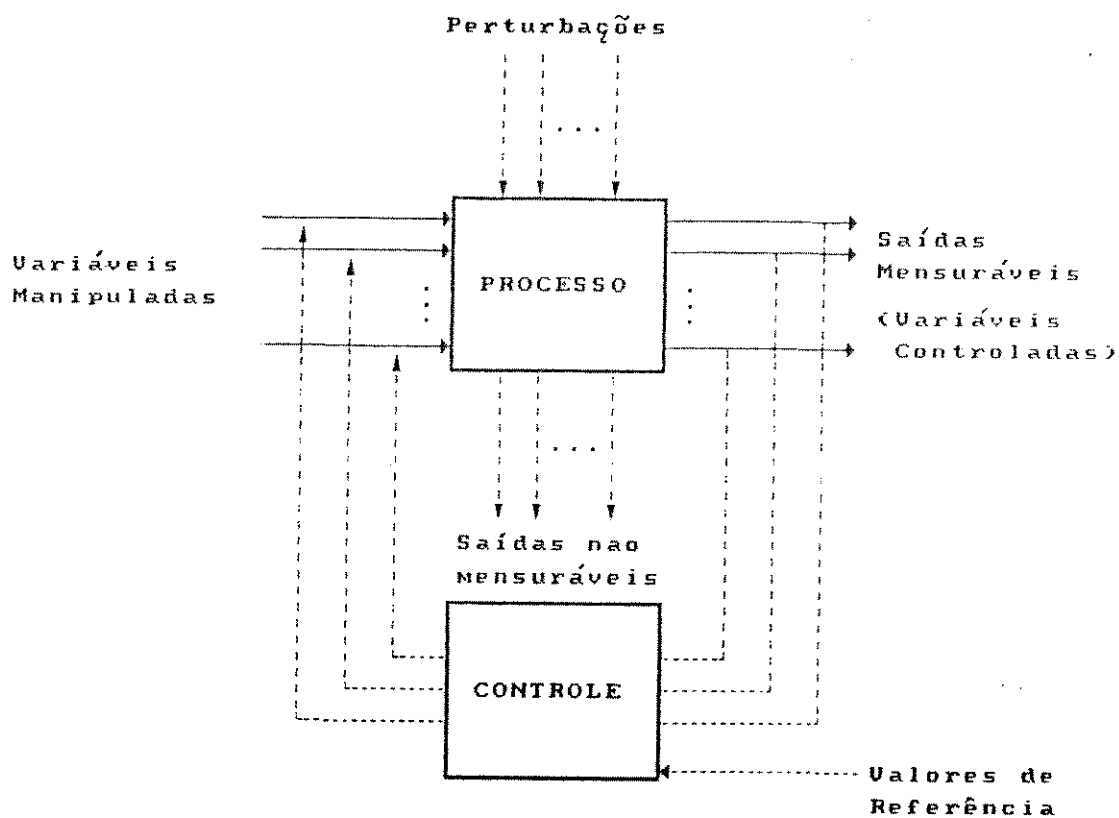 Perturbações
Variáveis
Manipuladas
PROCESSO
Saídas
Mensuráveis
(Variáveis
Controladas)
Saídas nao
Mensuráveis
CONTROLE
Valores de
Referência